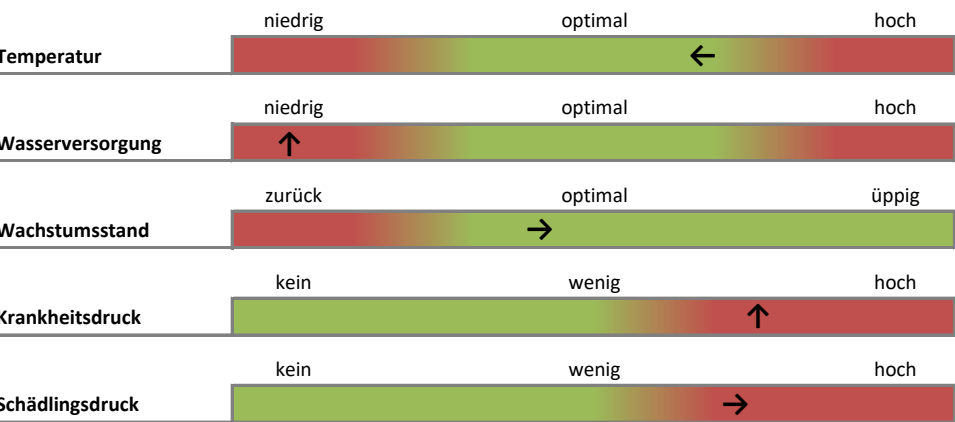 niedrig optimal hoch
Temperatur ←
niedrig optimal hoch
Wasserversorgung ↑
zurück optimal üppig
Wachstumsstand →
kein wenig hoch
Krankheitsdruck ↑
kein wenig hoch
Schädlingsdruck →